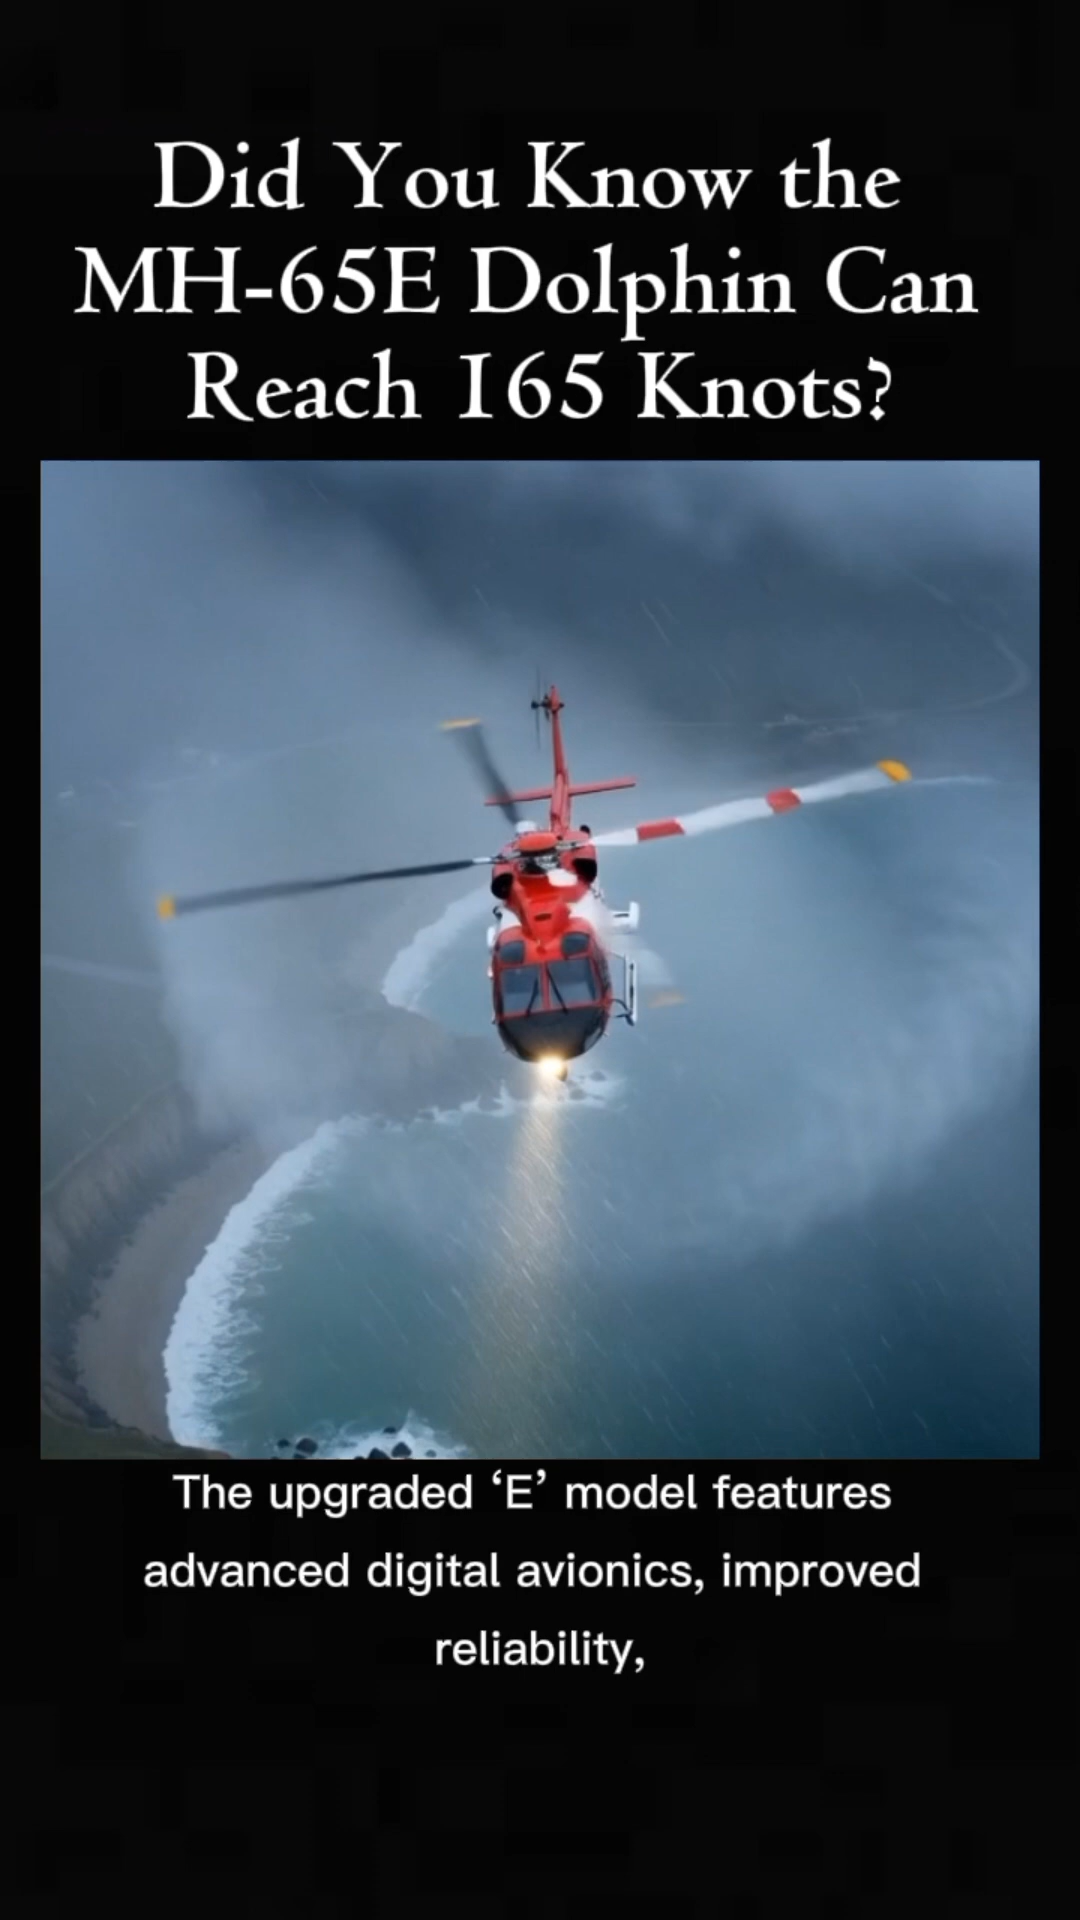 Did You Know the
MH-65E Dolphin Can
Reach 165 Knots?
The upgraded ‘E’ model features
advanced digital avionics, improved
reliability,